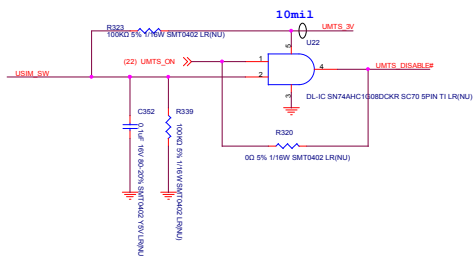 10mil
R323
100KΩ 5% 1/16W SMT0402 LR(NU)
UMTS_3V
5
U22
(22) UMTS_ON
1
4
UMTS_DISABLE#
USIM_SW
2
3
DL-IC SN74AHC1G08DCKR SC70 5PIN TI LR(NU)
C352
0.1uF 16V 80-20% SMT0402 Y5V LR(NU)
R339
100KΩ 5% 1/16W SMT0402 LR(NU)
R320
0Ω 5% 1/16W SMT0402 LR(NU)